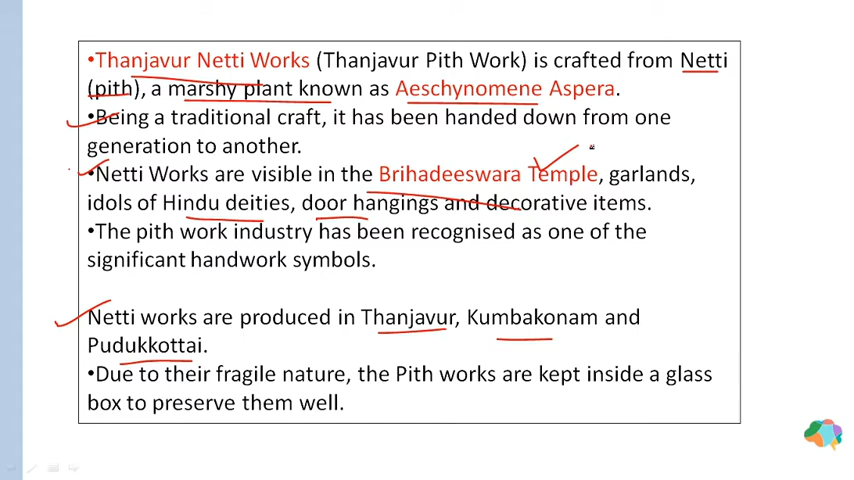 •Thanjavur Netti Works (Thanjavur Pith Work) is crafted from Netti
(pith), a marshy plant known as Aeschynomene Aspera.
•Being a traditional craft, it has been handed down from one
generation to another.
•Netti Works are visible in the Brihadeeswara Temple, garlands,
idols of Hindu deities, door hangings and decorative items.
•The pith work industry has been recognised as one of the
significant handwork symbols.
Netti works are produced in Thanjavur, Kumbakonam and
Pudukkottai.
•Due to their fragile nature, the Pith works are kept inside a glass
box to preserve them well.